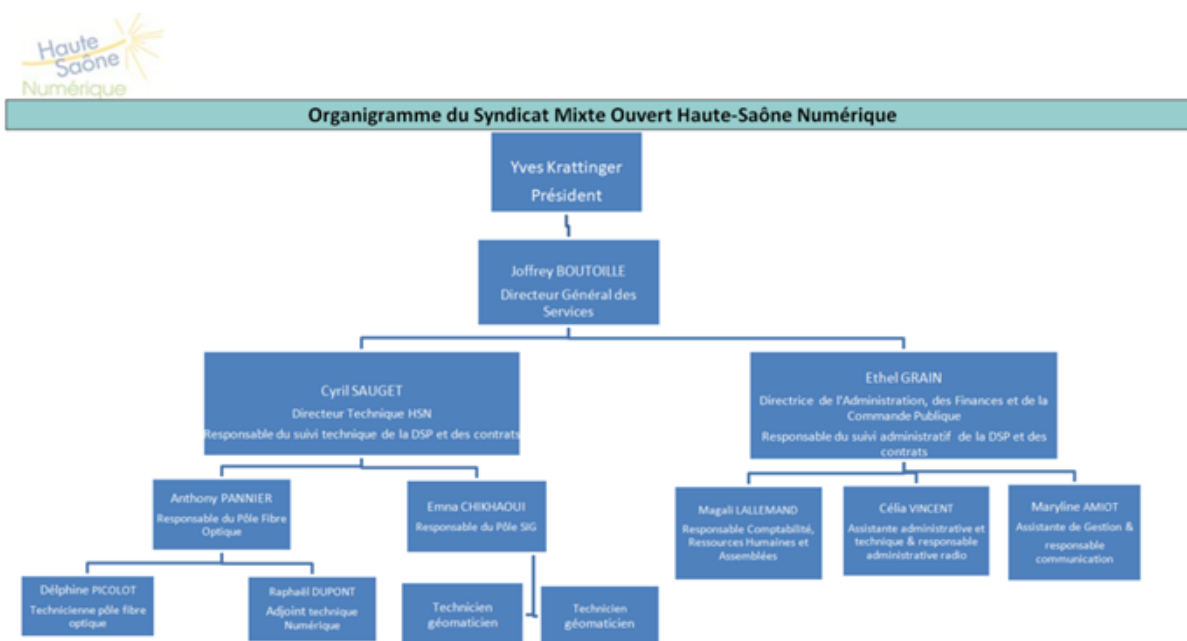 Haute
Saône
Numérique
Organigramme du Syndicat Mixte Ouvert Haute-Saône Numérique
Yves Krattinger
Président
Joffrey BOUTOILLE
Directeur Général des
Services
Cyril SAUGET
Directeur Technique HSN
Responsable du suivi technique de la DSP et des contrats
Ethel GRAIN
Directrice de l'Administration, des Finances et de la
Commande Publique
Responsable du suivi administratif de la DSP et des
contrats
Anthony PANNIER
Responsable du Pôle Fibre
Optique
Emna CHIKHAOUI
Responsable du Pôle SIG
Magali LALLEMAND
Responsable Comptabilité,
Ressources Humaines et
Assemblées
Célia VINCENT
Assistante administrative et
technique & responsable
administrative radio
Maryline AMIOT
Assistante de Gestion &
responsable
communication
Délphine PICOLOT
Technicienne pôle fibre
optique
Raphaël DUPONT
Adjoint technique
Numérique
Technicien
géomaticien
Technicien
géomaticien